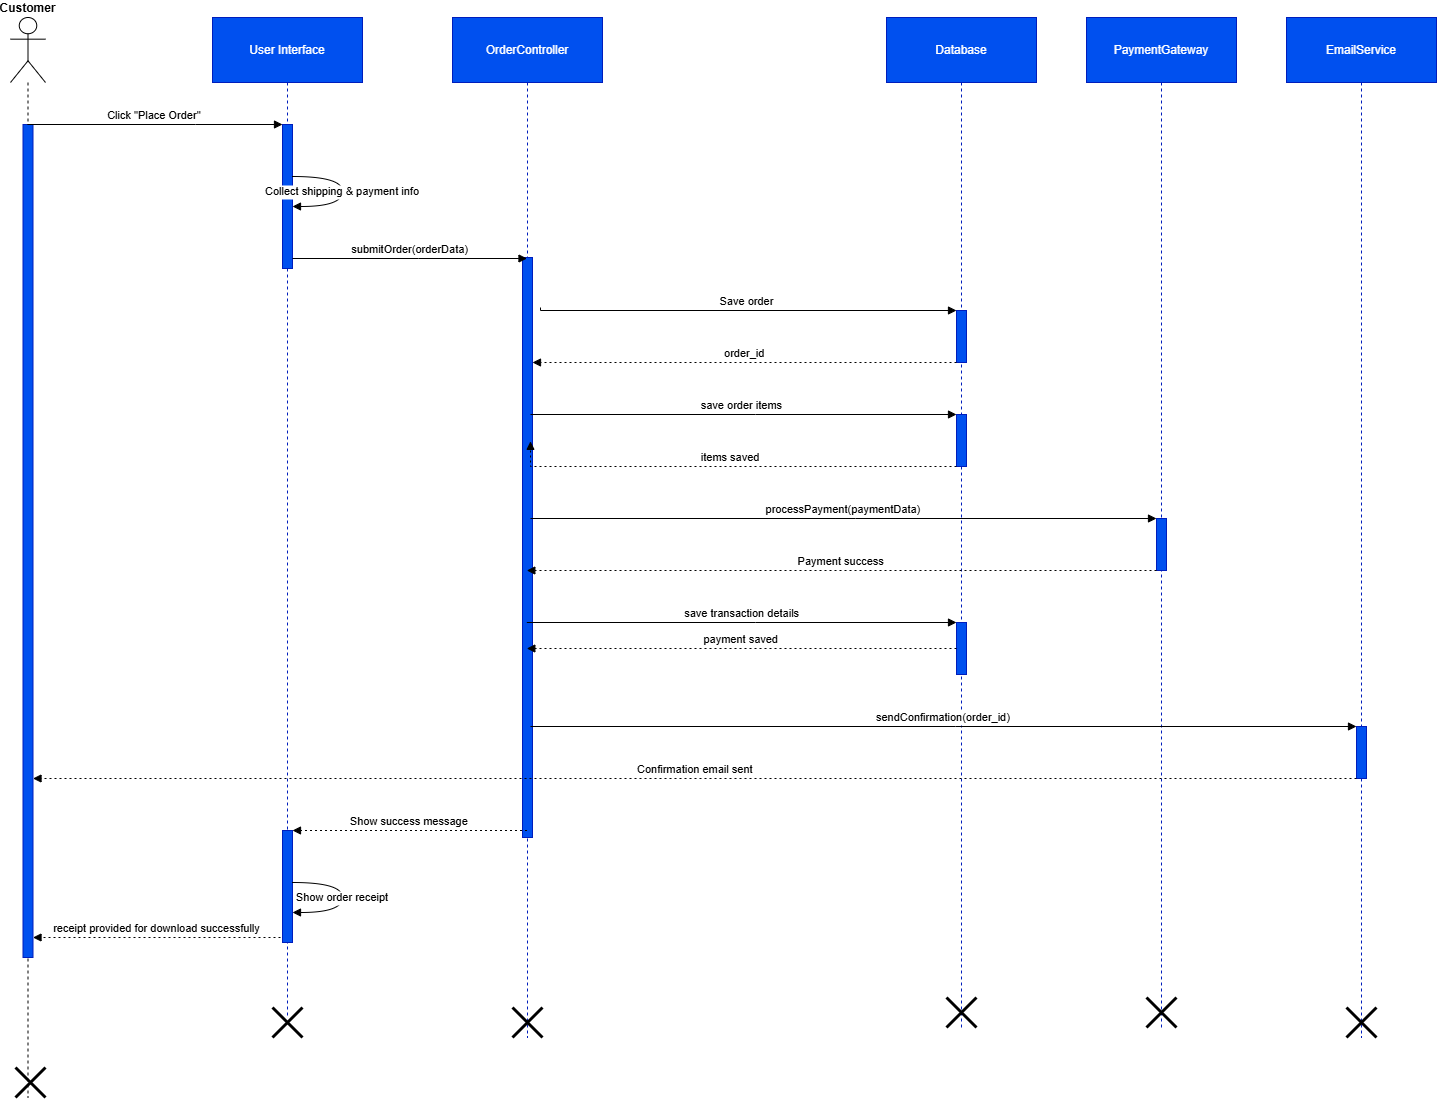 Customer
User Interface
OrderController
Database
PaymentGateway
EmailService
Click "Place Order"
Collect shipping & payment info
submitOrder(orderData)
Save order
order_id
save order items
items saved
processPayment(paymentData)
Payment success
save transaction details
payment saved
sendConfirmation(order_id)
Confirmation email sent
Show success message
Show order receipt
receipt provided for download successfully